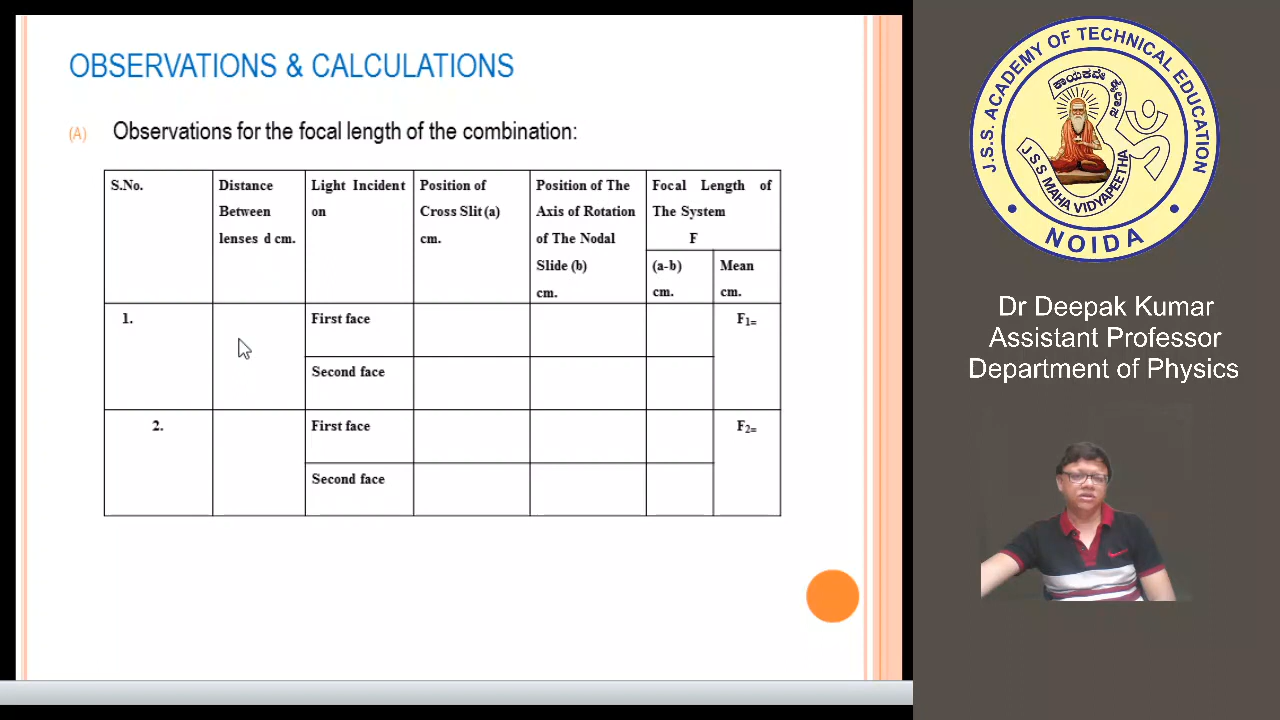 OBSERVATIONS & CALCULATIONS
(A) Observations for the focal length of the combination:
S.No.
Distance
Between
lenses d cm.
Light Incident
on
Position of
Cross Slit (a)
cm.
Position of The
Axis of Rotation
of The Nodal
Slide (b)
cm.
Focal Length of
The System
F
(a-b)
cm.
Mean
cm.
1.
First face
F1=
Second face
2.
First face
F2=
Second face
J.S.S. ACADEMY OF TECHNICAL EDUCATION
JSS MAHA VIDYAPEETHA
NOIDA
Dr Deepak Kumar
Assistant Professor
Department of Physics